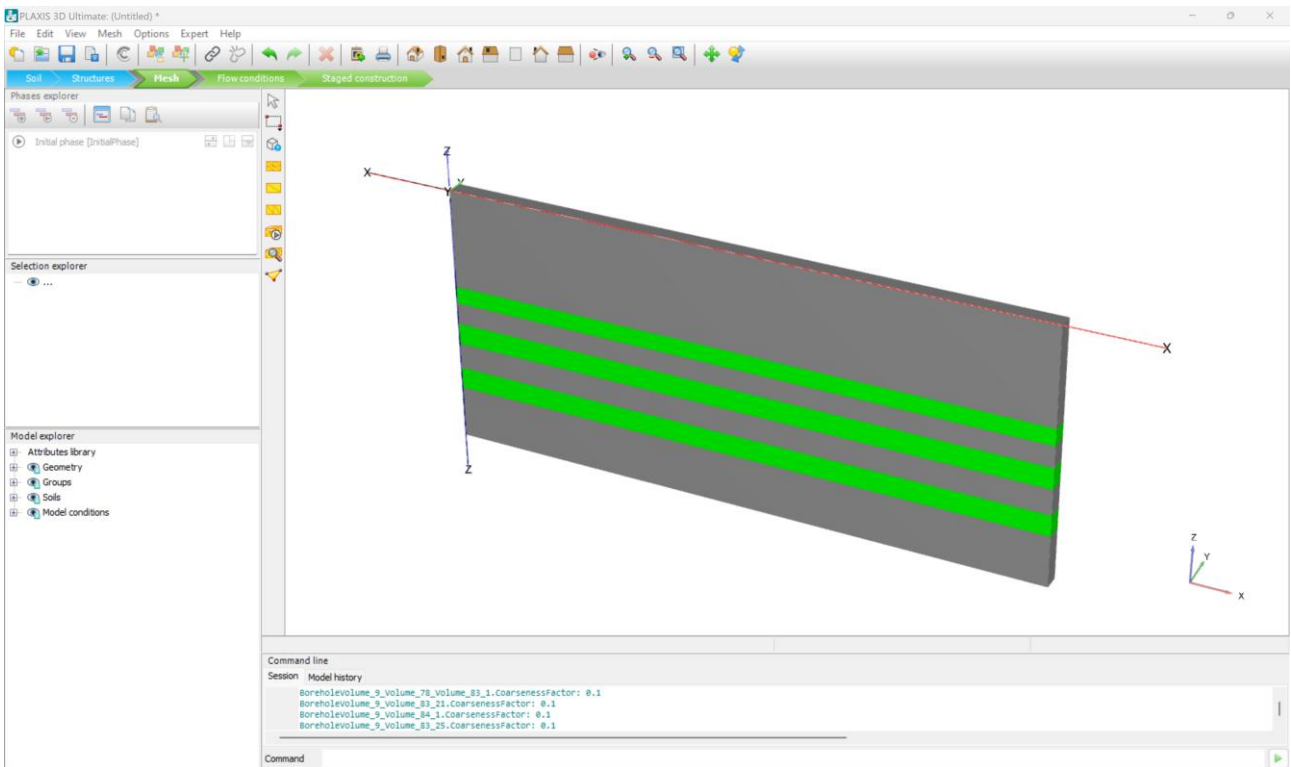 PLAXIS 3D Ultimate: (Untitled) *
File Edit View Mesh Options Expert Help
Soil Structures Mesh Flow conditions Staged construction
Phases explorer
Initial phase [InitialPhase]
Selection explorer
...
Model explorer
Attributes library
Geometry
Groups
Soils
Model conditions
Z
X
Y Y
X
Z
Z
Y
X
Command line
Session Model history
BoreholeVolume_9_Volume_78_Volume_83_1.CoarsenessFactor: 0.1
BoreholeVolume_9_Volume_83_21.CoarsenessFactor: 0.1
BoreholeVolume_9_Volume_84_1.CoarsenessFactor: 0.1
BoreholeVolume_9_Volume_83_25.CoarsenessFactor: 0.1
Command